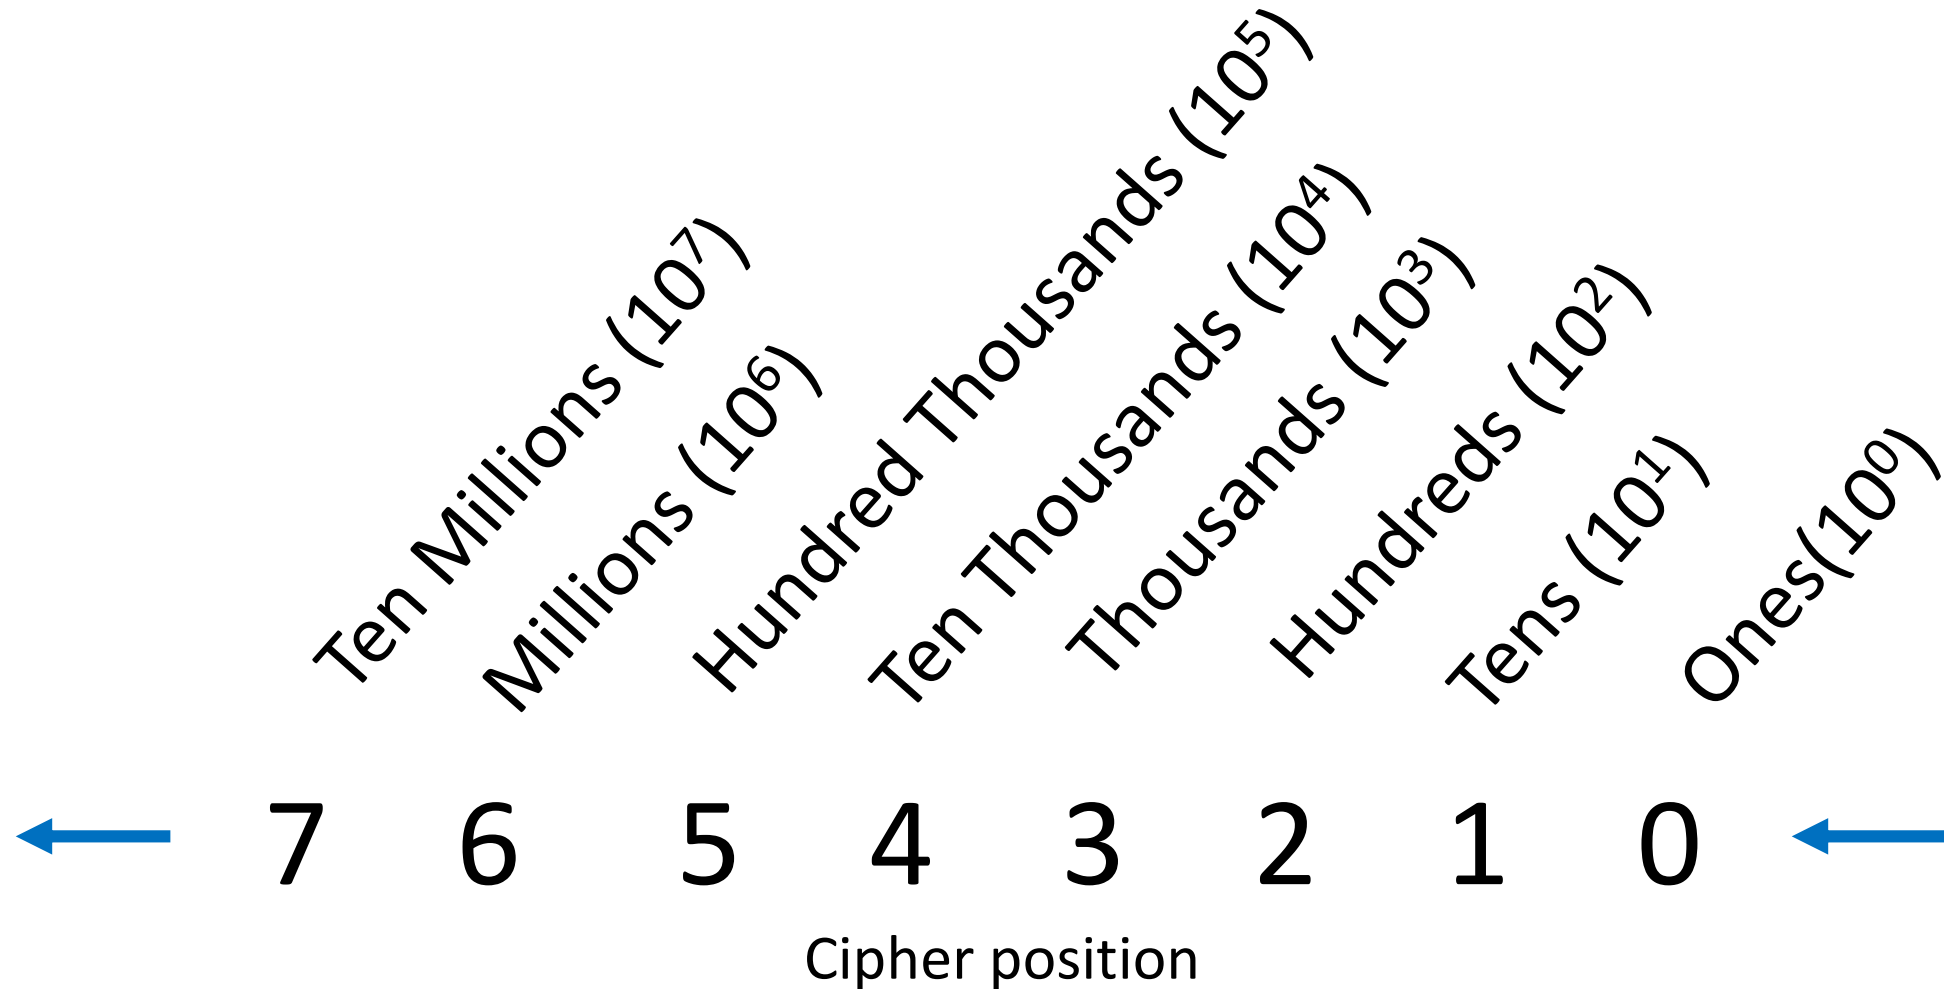 Ten Millions (10⁷)
Millions (10⁶)
Hundred Thousands (10⁵)
Ten Thousands (10⁴)
Thousands (10³)
Hundreds (10²)
Tens (10¹)
Ones(10⁰)
7 6 5 4 3 2 1 0
Cipher position